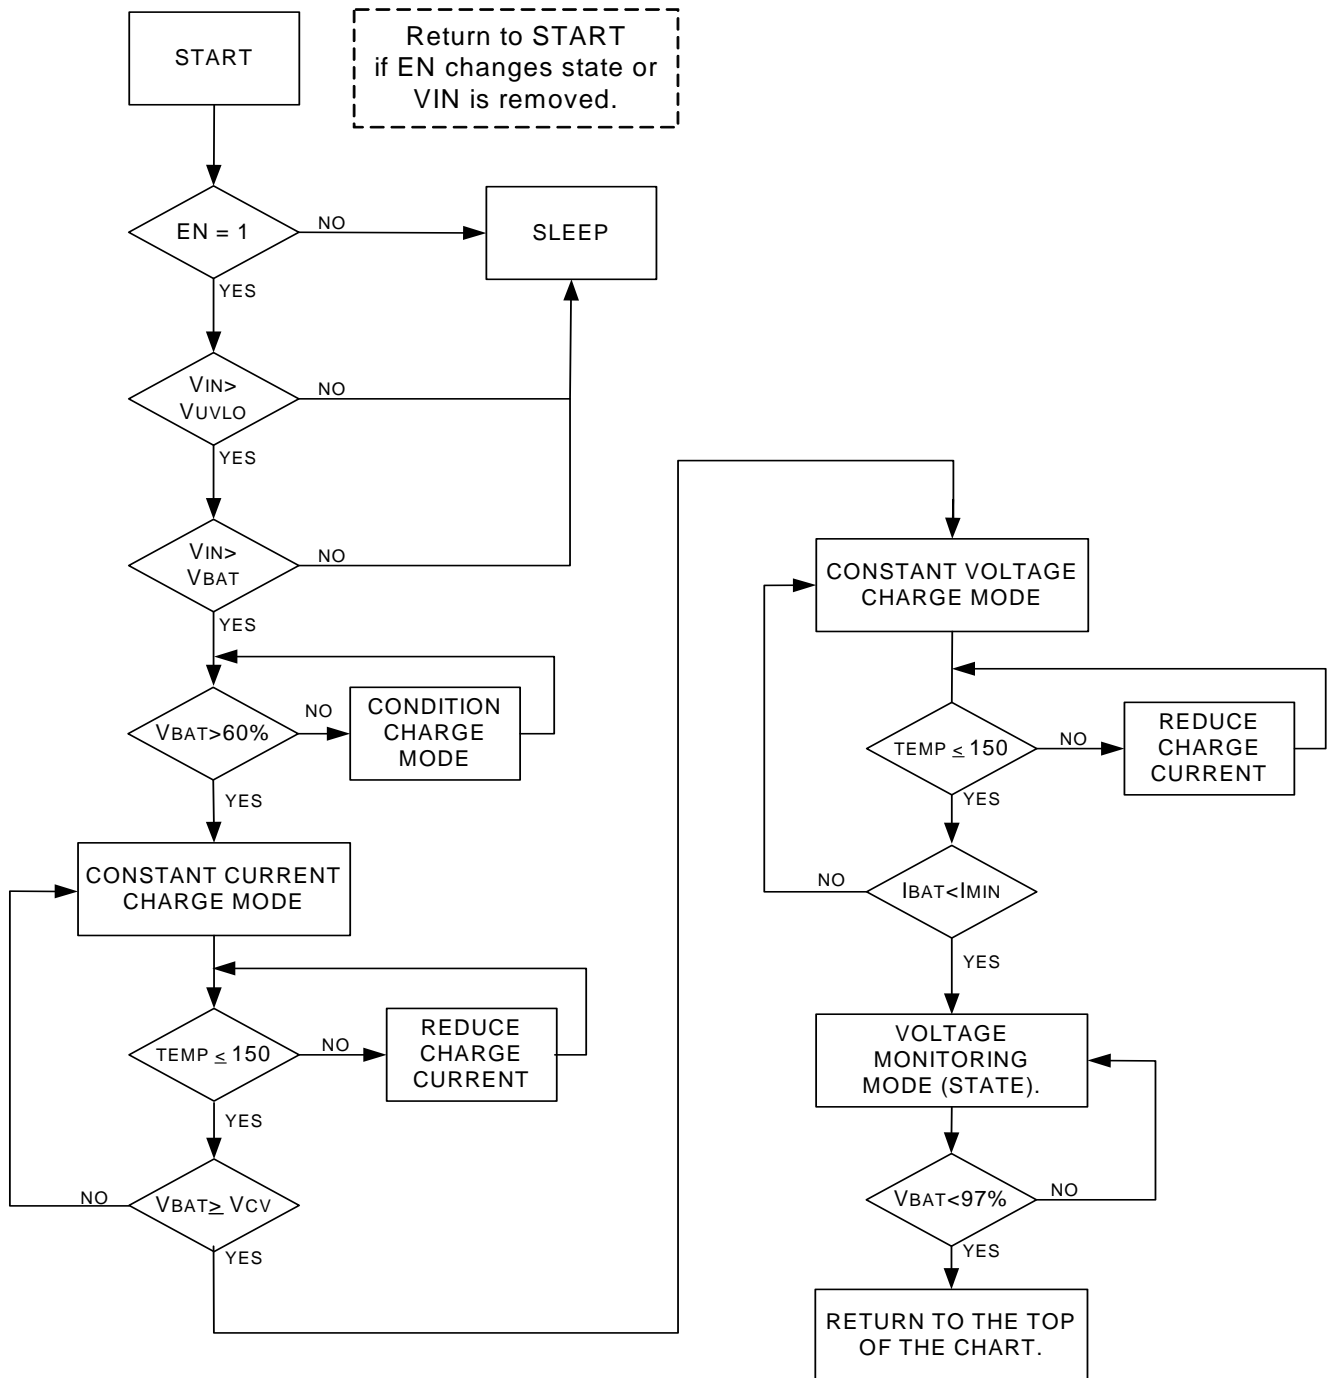 START
Return to START
if EN changes state or
VIN is removed.
EN = 1
NO
SLEEP
YES
VIN>
VUVLO
NO
YES
VIN>
VBAT
NO
YES
VBAT>60%
NO
CONDITION
CHARGE
MODE
YES
CONSTANT CURRENT
CHARGE MODE
TEMP ≤ 150
NO
REDUCE
CHARGE
CURRENT
YES
VBAT≥ VCV
NO
YES
CONSTANT VOLTAGE
CHARGE MODE
TEMP ≤ 150
NO
REDUCE
CHARGE
CURRENT
YES
IBAT<IMIN
NO
YES
VOLTAGE
MONITORING
MODE (STATE).
VBAT<97%
NO
YES
RETURN TO THE TOP
OF THE CHART.